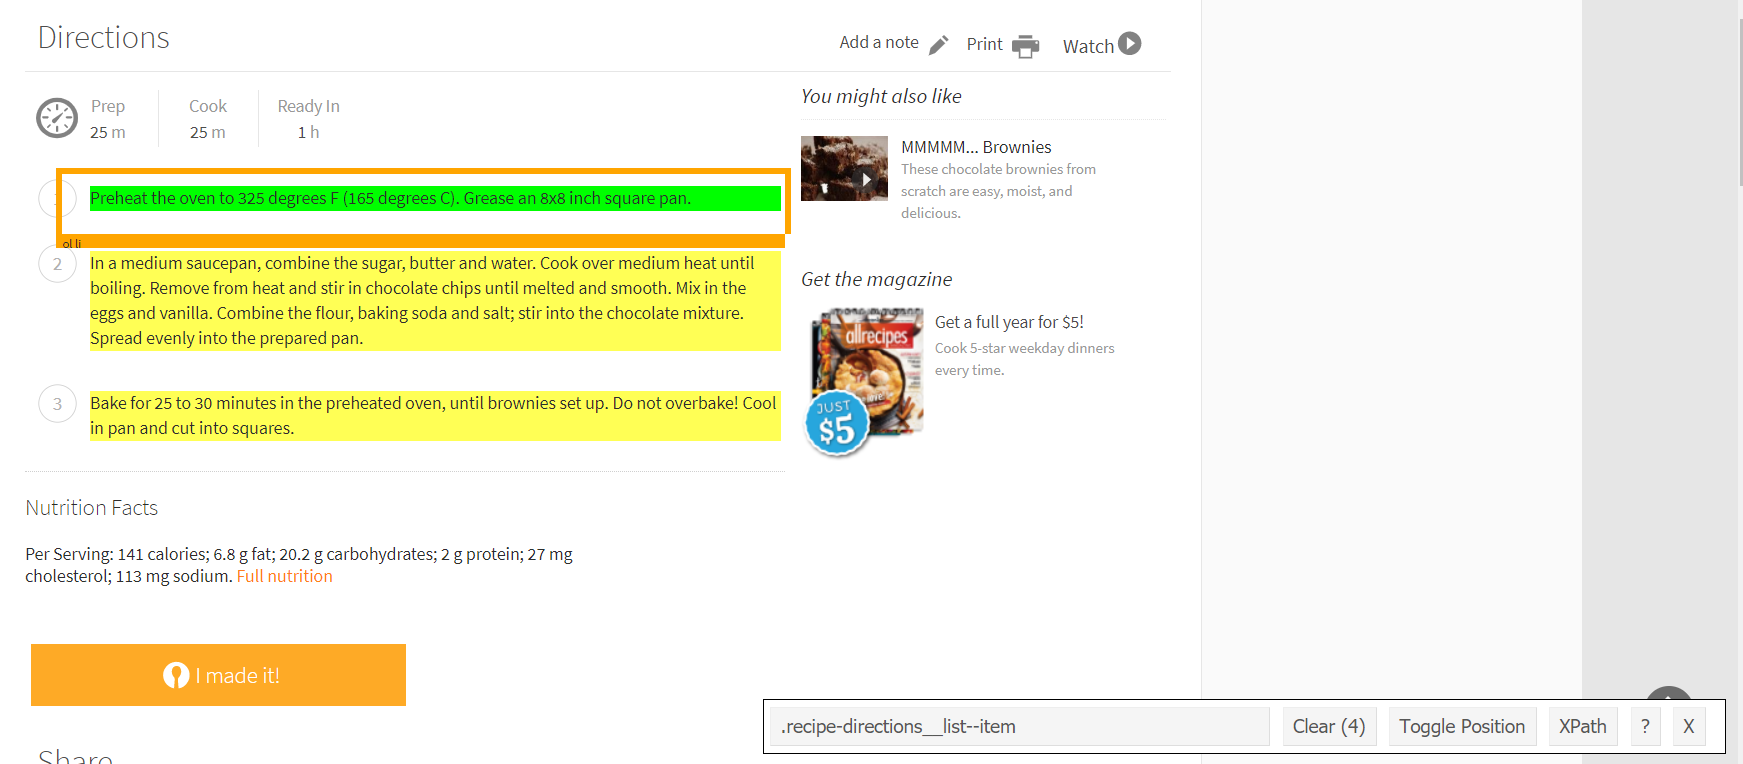 Directions
Add a note
Print
Watch
Prep
25 m
Cook
25 m
Ready In
1 h
1
Preheat the oven to 325 degrees F (165 degrees C). Grease an 8x8 inch square pan.
ol li
2
In a medium saucepan, combine the sugar, butter and water. Cook over medium heat until
boiling. Remove from heat and stir in chocolate chips until melted and smooth. Mix in the
eggs and vanilla. Combine the flour, baking soda and salt; stir into the chocolate mixture.
Spread evenly into the prepared pan.
3
Bake for 25 to 30 minutes in the preheated oven, until brownies set up. Do not overbake! Cool
in pan and cut into squares.
You might also like
MMMMM... Brownies
These chocolate brownies from
scratch are easy, moist, and
delicious.
Get the magazine
allrecipes
JUST
$5
Get a full year for $5!
Cook 5-star weekday dinners
every time.
Nutrition Facts
Per Serving: 141 calories; 6.8 g fat; 20.2 g carbohydrates; 2 g protein; 27 mg
cholesterol; 113 mg sodium. Full nutrition
I made it!
Share
.recipe-directions__list--item
Clear (4)
Toggle Position
XPath
?
X